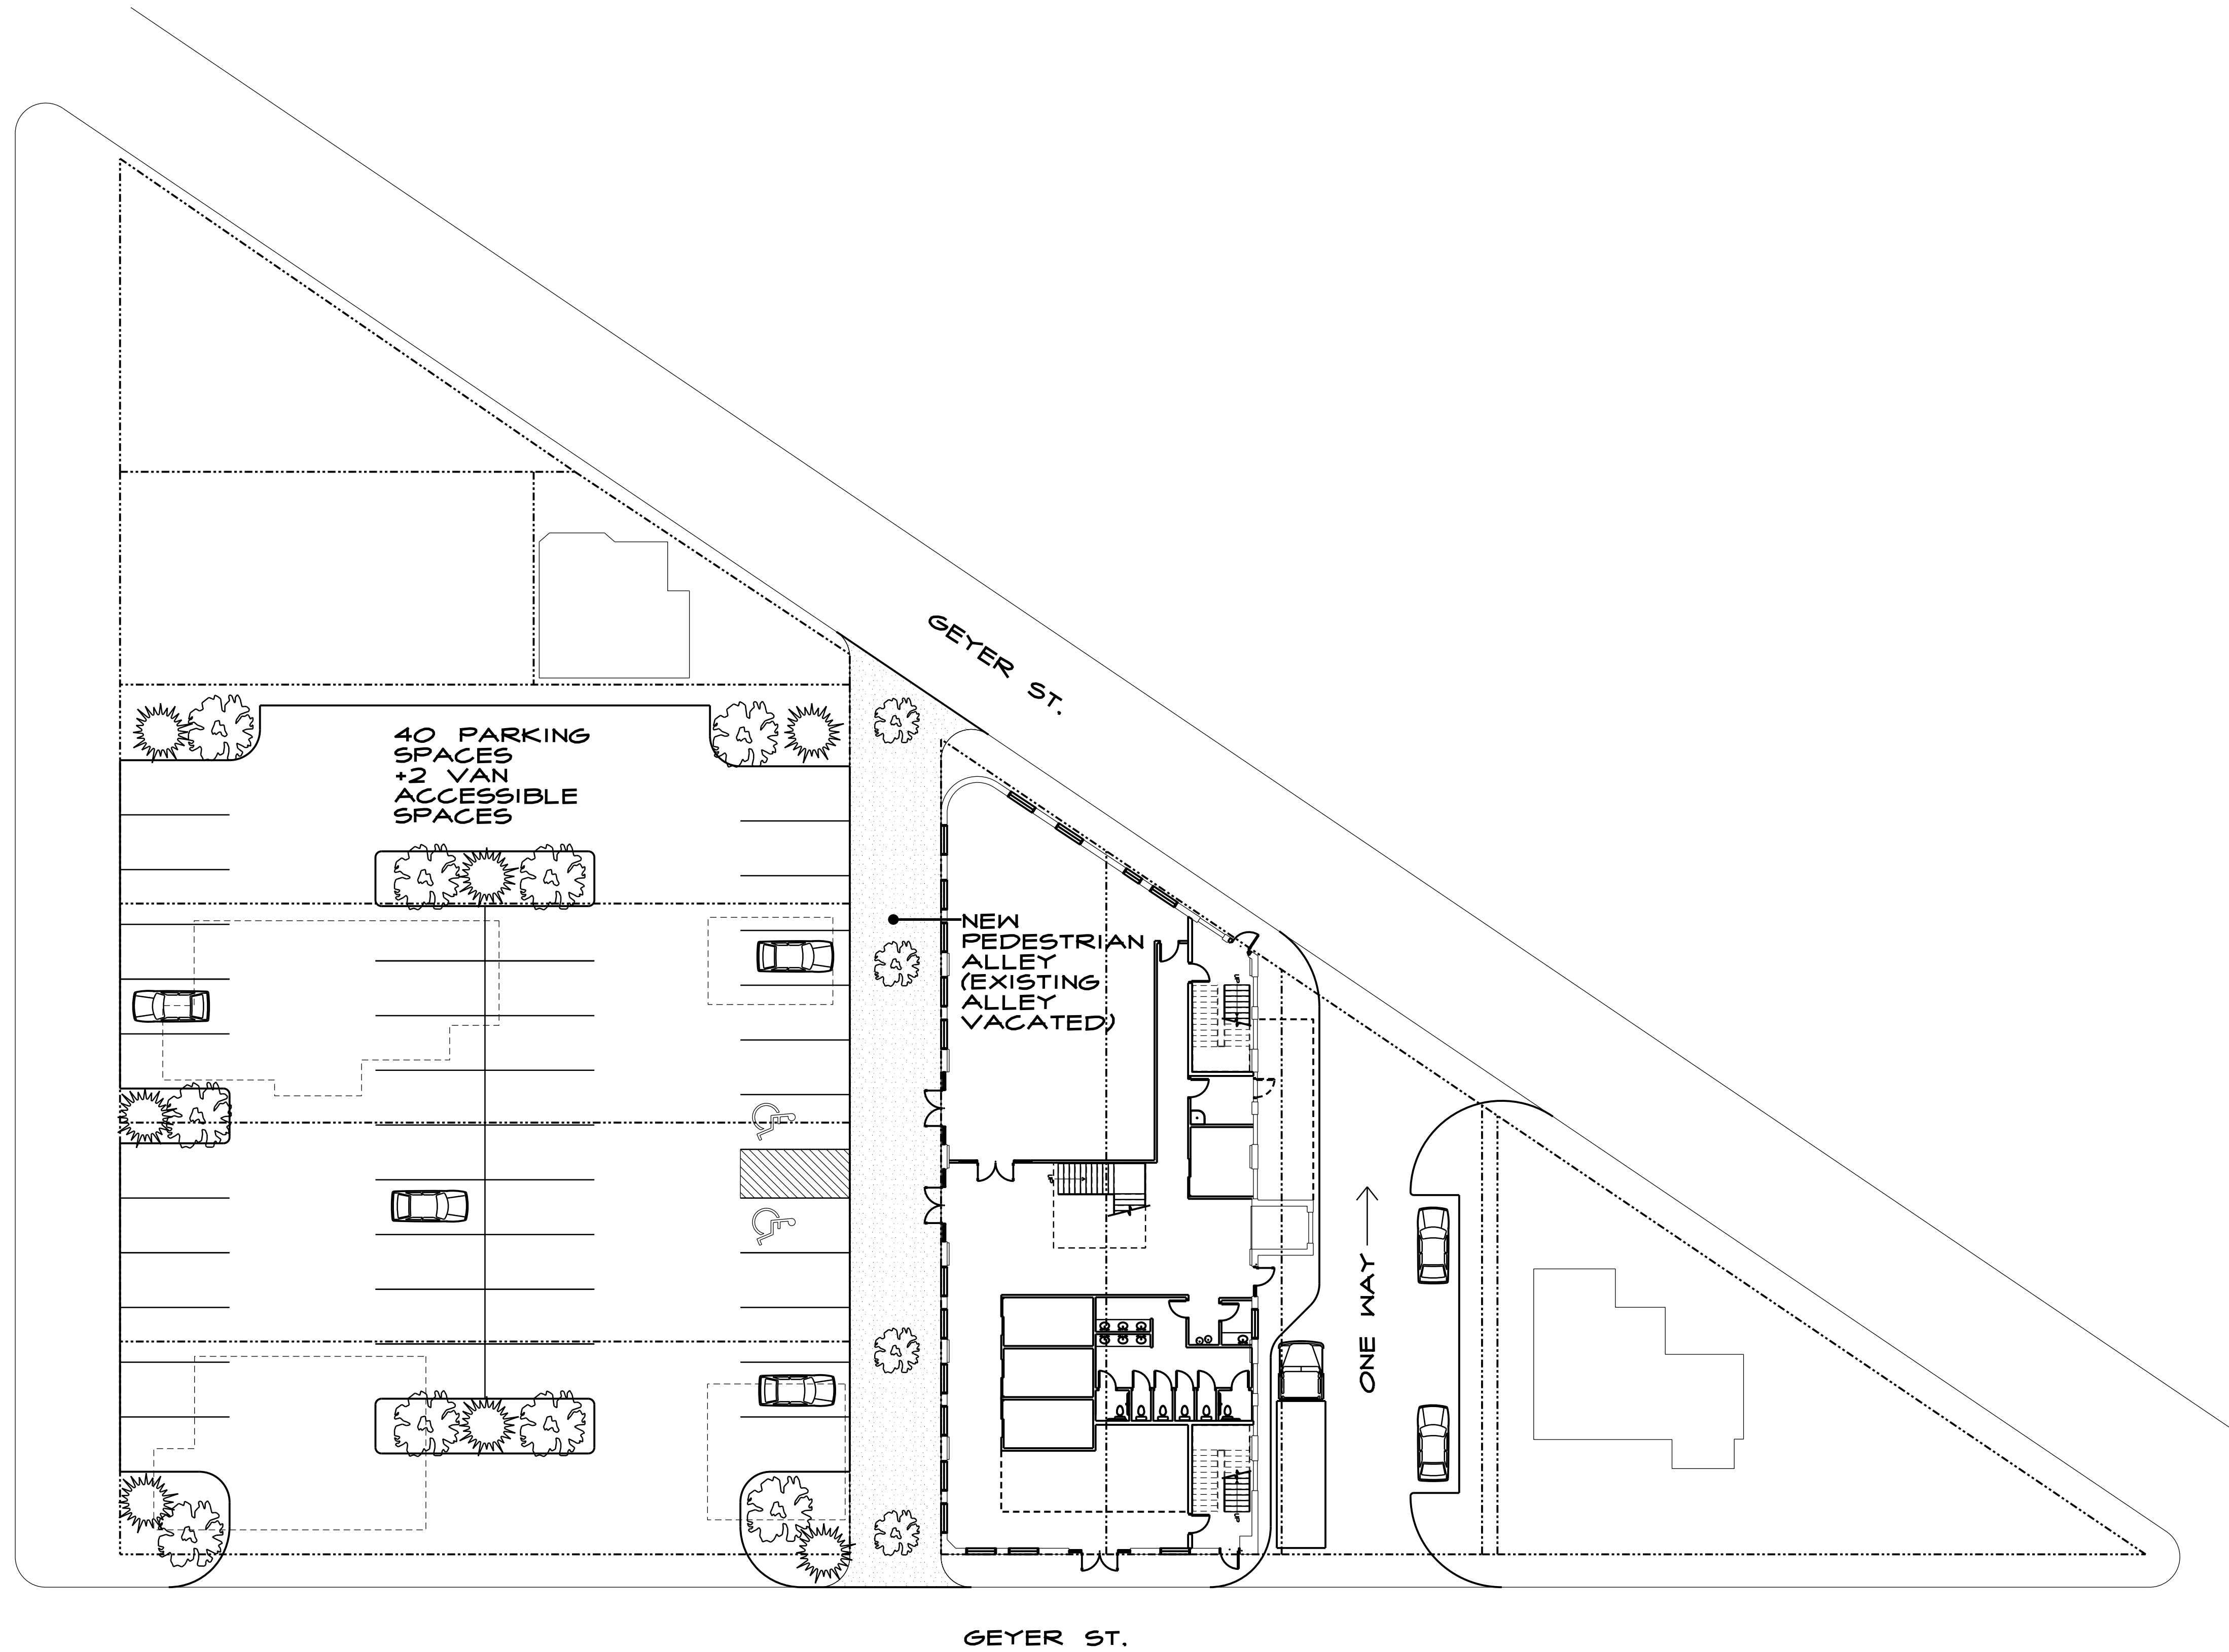 GEYER ST.
40 PARKING
SPACES
+2 VAN
ACCESSIBLE
SPACES
NEW
PEDESTRIAN
ALLEY
(EXISTING
ALLEY
VACATED)
ONE WAY
GEYER ST.